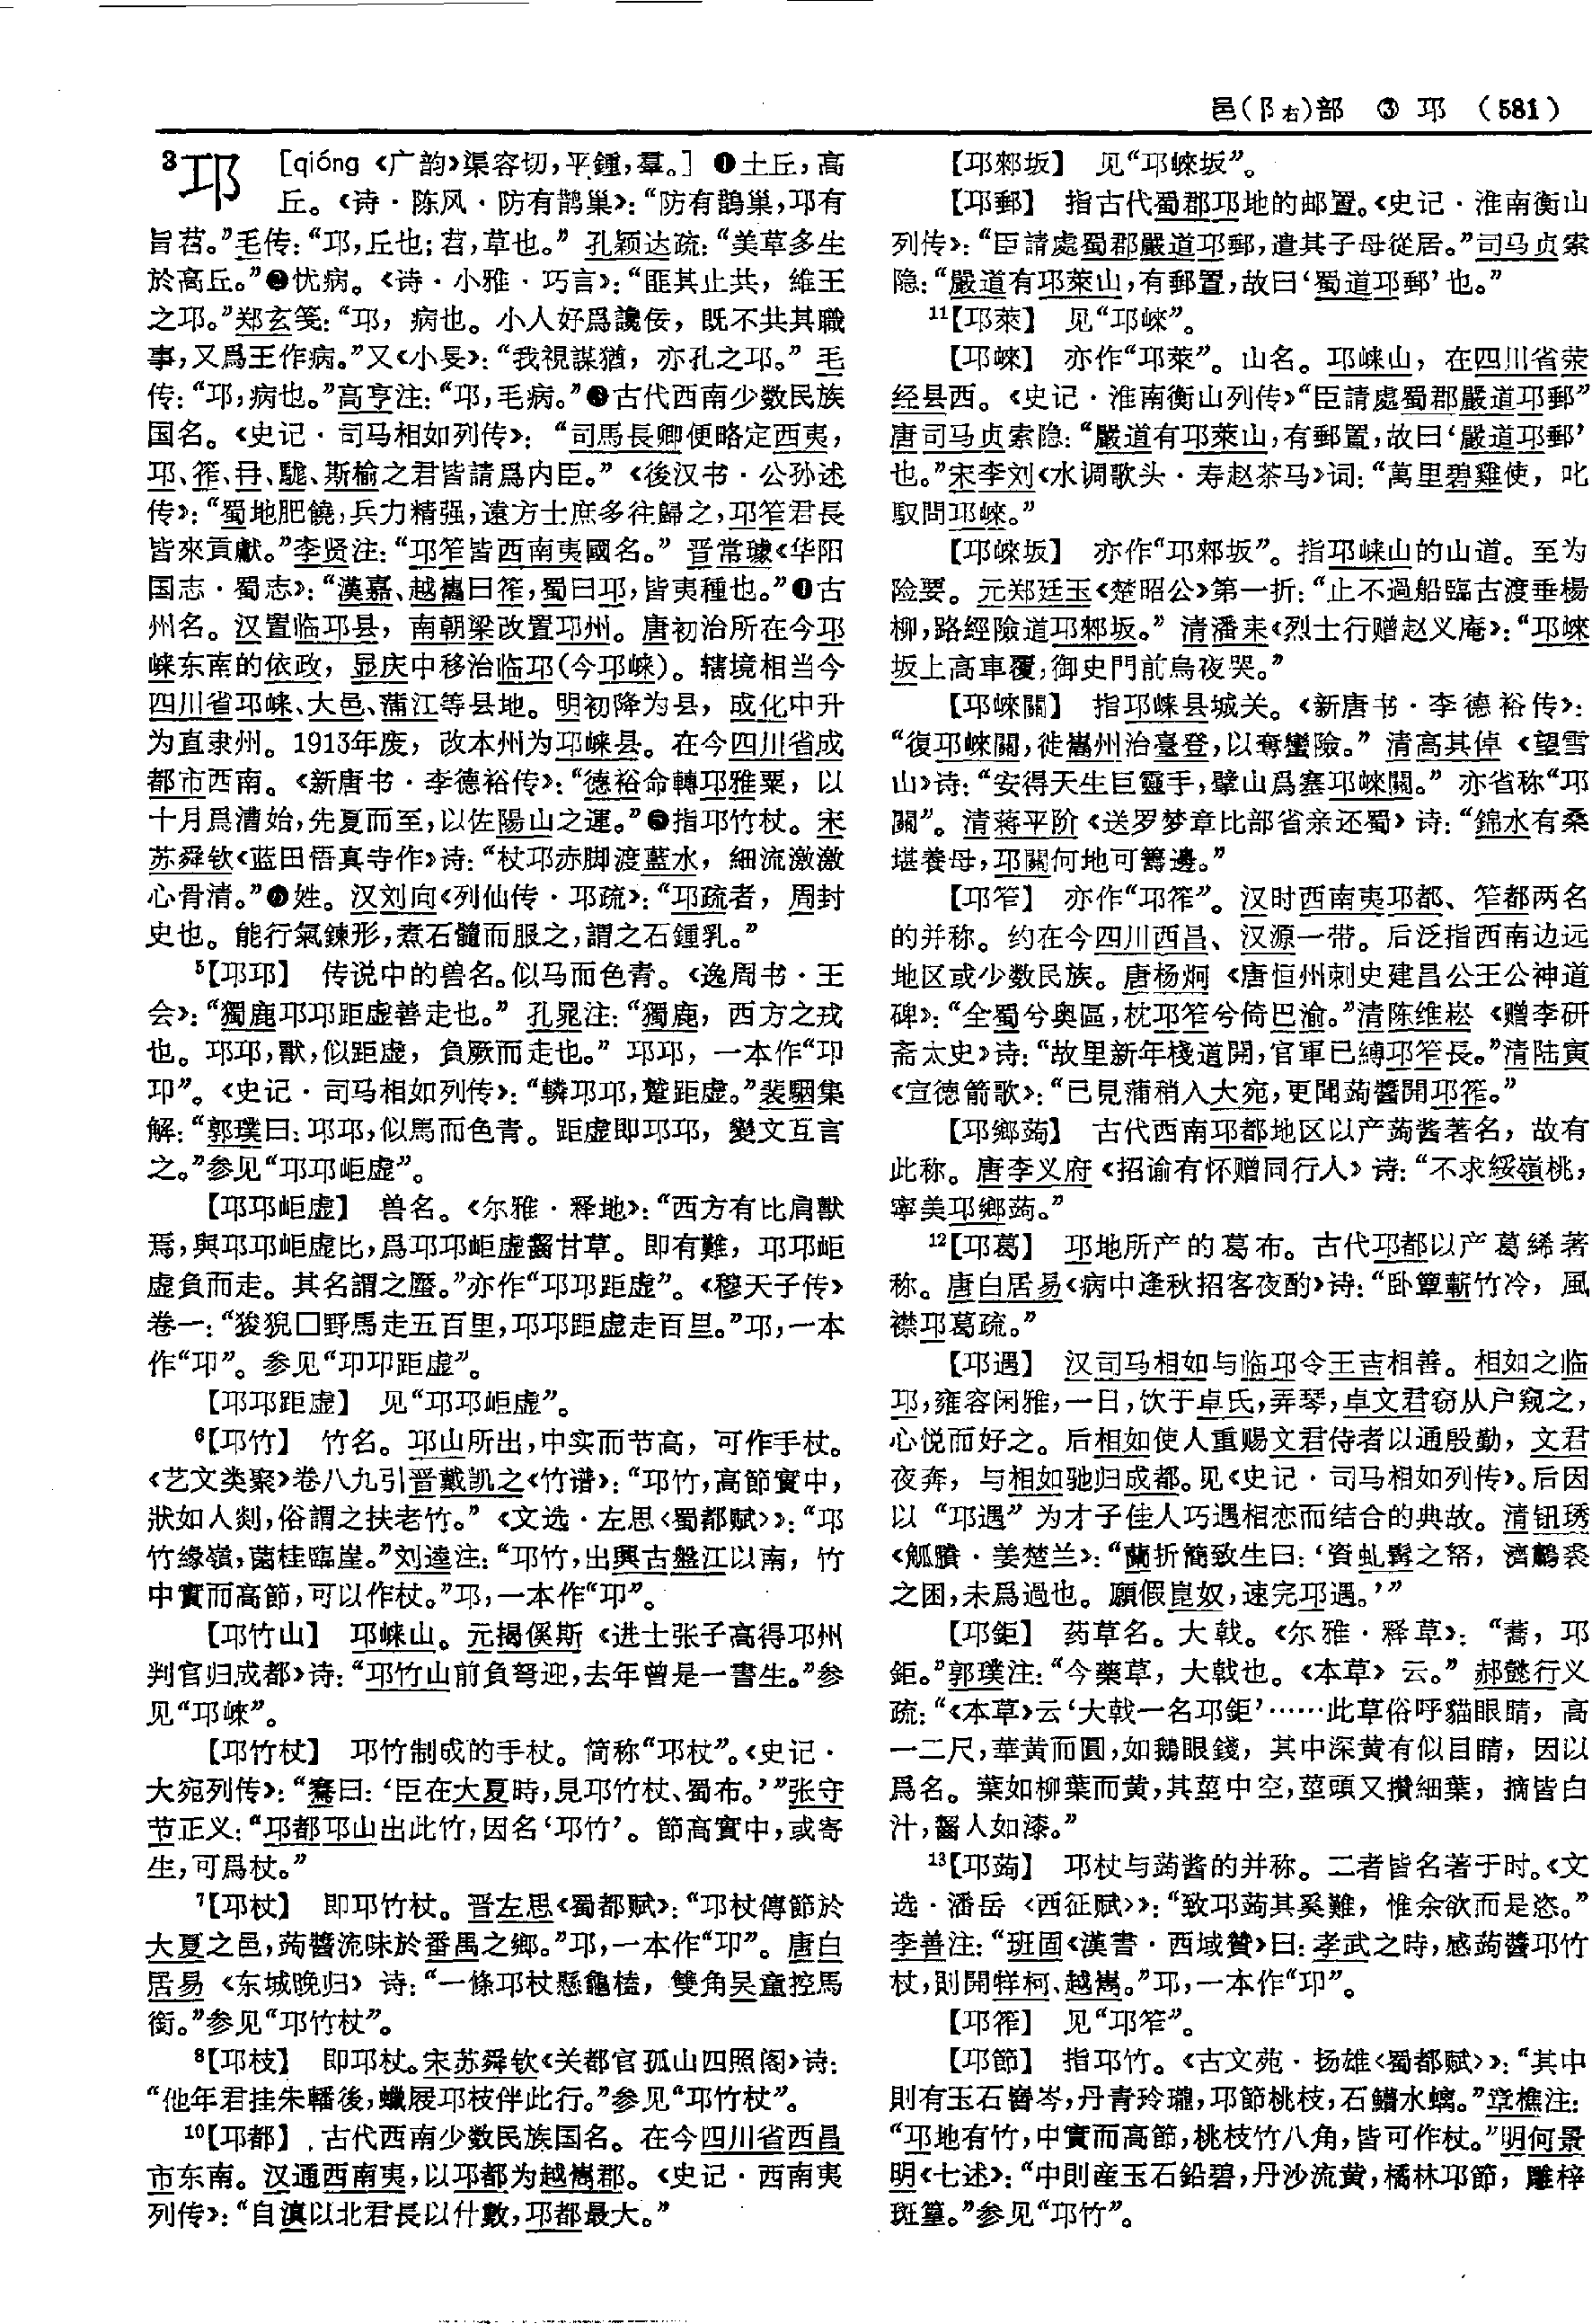 邑(阝右)部 ③ 邛 (581)
³邛 [qióng《广韵》渠容切,平鍾,羣。] ❶土丘,高
丘。《诗·陈风·防有鹊巢》:“防有鵲巢,邛有
旨苕。”毛传:“邛,丘也;苕,草也。” 孔颖达疏:“美草多生
於高丘。”❷忧病。《诗·小雅·巧言》:“匪其止共,維王
之邛。”郑玄笺:“邛,病也。小人好爲讒佞,既不共其職
事,又爲王作病。”又《小旻》:“我視謀猶,亦孔之邛。” 毛
传:“邛,病也。”高亨注:“邛,毛病。”❸古代西南少数民族
国名。《史记·司马相如列传》:“司馬長卿便略定西夷,
邛、筰、冄、駹、斯榆之君皆請爲内臣。”《後汉书·公孙述
传》:“蜀地肥饒,兵力精强,遠方士庶多往歸之,邛笮君長
皆來貢獻。”李贤注:“邛笮皆西南夷國名。” 晋常璩《华阳
国志·蜀志》:“漢嘉、越嶲曰筰,蜀曰邛,皆夷種也。”❹古
州名。汉置临邛县,南朝梁改置邛州。唐初治所在今邛
崃东南的依政,显庆中移治临邛(今邛崃)。辖境相当今
四川省邛崃、大邑、蒲江等县地。明初降为县,成化中升
为直隶州。1913年废,改本州为邛崃县。在今四川省成
都市西南。《新唐书·李德裕传》:“德裕命轉邛雅粟,以
十月爲漕始,先夏而至,以佐陽山之運。”❺指邛竹杖。宋
苏舜钦《蓝田悟真寺作》诗:“杖邛赤脚渡藍水,細流激激
心骨清。”❻姓。汉刘向《列仙传·邛疏》:“邛疏者,周封
史也。能行氣鍊形,煮石髓而服之,謂之石鍾乳。”
⁵【邛邛】 传说中的兽名。似马而色青。《逸周书·王
会》:“獨鹿邛邛距虚善走也。” 孔晁注:“獨鹿,西方之戎
也。邛邛,獸,似距虚,負厥而走也。” 邛邛,一本作“卭
卭”。《史记·司马相如列传》:“轔邛邛,蹵距虚。”裴駰集
解:“郭璞曰:邛邛,似馬而色青。距虚即邛邛,變文互言
之。”参见“邛邛岠虚”。
【邛邛岠虚】 兽名。《尔雅·释地》:“西方有比肩獸
焉,與邛邛岠虚比,爲邛邛岠虚齧甘草。即有難,邛邛岠
虚負而走。其名謂之蟨。”亦作“邛邛距虚”。《穆天子传》
卷一:“狻猊□野馬走五百里,邛邛距虚走百里。”邛,一本
作“卭”。参见“卭卭距虚”。
【邛邛距虚】 见“邛邛岠虚”。
⁶【邛竹】 竹名。邛山所出,中实而节高,可作手杖。
《艺文类聚》卷八九引晋戴凯之《竹谱》:“邛竹,高節實中,
狀如人剡,俗謂之扶老竹。”《文选·左思〈蜀都赋〉》:“邛
竹緣嶺,菌桂臨崖。”刘逵注:“邛竹,出興古盤江以南,竹
中實而高節,可以作杖。”邛,一本作“卭”。
【邛竹山】 邛崃山。元揭傒斯《进士张子高得邛州
判官归成都》诗:“邛竹山前負弩迎,去年曾是一書生。”参
见“邛崍”。
【邛竹杖】 邛竹制成的手杖。简称“邛杖”。《史记·
大宛列传》:“騫曰:‘臣在大夏時,見邛竹杖、蜀布。’”张守
节正义:“邛都邛山出此竹,因名‘邛竹’。節高實中,或寄
生,可爲杖。”
⁷【邛杖】 即邛竹杖。晋左思《蜀都赋》:“邛杖傳節於
大夏之邑,蒟醬流味於番禺之鄉。”邛,一本作“卭”。唐白
居易《东城晚归》诗:“一條邛杖懸龜榼,雙角吴童控馬
銜。”参见“邛竹杖”。
⁸【邛枝】 即邛杖。宋苏舜钦《关都官孤山四照阁》诗:
“他年君挂朱轓後,蠟屐邛枝伴此行。”参见“邛竹杖”。
¹⁰【邛都】 古代西南少数民族国名。在今四川省西昌
市东南。汉通西南夷,以邛都为越嶲郡。《史记·西南夷
列传》:“自滇以北君長以什數,邛都最大。”
【邛郲坂】 见“邛崍坂”。
【邛郵】 指古代蜀郡邛地的邮置。《史记·淮南衡山
列传》:“臣請處蜀郡嚴道邛郵,遣其子母從居。”司马贞索
隐:“嚴道有邛萊山,有郵置,故曰‘蜀道邛郵’也。”
¹¹【邛萊】 见“邛崍”。
【邛崍】 亦作“邛萊”。山名。邛崃山,在四川省荥
经县西。《史记·淮南衡山列传》“臣請處蜀郡嚴道邛郵”
唐司马贞索隐:“嚴道有邛萊山,有郵置,故曰‘嚴道邛郵’
也。”宋李刘《水调歌头·寿赵茶马》词:“萬里碧雞使,叱
馭問邛崍。”
【邛崍坂】 亦作“邛郲坂”。指邛崃山的山道。至为
险要。元郑廷玉《楚昭公》第一折:“止不過船臨古渡垂楊
柳,路經險道邛郲坂。” 清潘耒《烈士行赠赵义庵》:“邛崍
坂上高車覆,御史門前烏夜哭。”
【邛崍關】 指邛崃县城关。《新唐书·李德裕传》:
“復邛崍關,徙嶲州治臺登,以奪蠻險。” 清高其倬《望雪
山》诗:“安得天生巨靈手,擘山爲塞邛崍關。” 亦省称“邛
關”。清蒋平阶《送罗梦章比部省亲还蜀》诗:“錦水有桑
堪養母,邛關何地可籌邊。”
【邛笮】 亦作“邛筰”。汉时西南夷邛都、笮都两名
的并称。约在今四川西昌、汉源一带。后泛指西南边远
地区或少数民族。唐杨炯《唐恒州刺史建昌公王公神道
碑》:“全蜀兮奥區,枕邛笮兮倚巴渝。”清陈维崧《赠李研
斋太史》诗:“故里新年棧道開,官軍已縛邛笮長。”清陆寅
《宣德箭歌》:“已見蒲稍入大宛,更聞蒟醬開邛筰。”
【邛鄉蒟】 古代西南邛都地区以产蒟酱著名,故有
此称。唐李义府《招谕有怀赠同行人》诗:“不求綏嶺桃,
寧美邛鄉蒟。”
¹²【邛葛】 邛地所产的葛布。古代邛都以产葛絺著
称。唐白居易《病中逢秋招客夜酌》诗:“卧簟蘄竹冷,風
襟邛葛疏。”
【邛遇】 汉司马相如与临邛令王吉相善。相如之临
邛,雍容闲雅,一日,饮于卓氏,弄琴,卓文君窃从户窥之,
心悦而好之。后相如使人重赐文君侍者以通殷勤,文君
夜奔,与相如驰归成都。见《史记·司马相如列传》。后因
以“邛遇”为才子佳人巧遇相恋而结合的典故。清钮琇
《觚賸·姜楚兰》:“蘭折簡致生曰:‘資虬髯之帑,濟鷫裘
之困,未爲過也。願假崑奴,速完邛遇。’”
【邛鉅】 药草名。大戟。《尔雅·释草》:“蕎,邛
鉅。”郭璞注:“今藥草,大戟也。《本草》云。” 郝懿行义
疏:“《本草》云‘大戟一名邛鉅’……此草俗呼貓眼睛,高
一二尺,華黄而圓,如鵝眼錢,其中深黄有似目睛,因以
爲名。葉如柳葉而黄,其莖中空,莖頭又攢細葉,摘皆白
汁,齧人如漆。”
¹³【邛蒟】 邛杖与蒟酱的并称。二者皆名著于时。《文
选·潘岳〈西征赋〉》:“致邛蒟其奚難,惟余欲而是恣。”
李善注:“班固《漢書·西域贊》曰:孝武之時,感蒟醬邛竹
杖,則開牂柯、越嶲。”邛,一本作“卭”。
【邛筰】 见“邛笮”。
【邛節】 指邛竹。《古文苑·扬雄〈蜀都赋〉》:“其中
則有玉石嶜岑,丹青玲瓏,邛節桃枝,石鱃水螭。”章樵注:
“邛地有竹,中實而高節,桃枝竹八角,皆可作杖。”明何景
明《七述》:“中則産玉石鉛碧,丹沙流黄,橘林邛節,雕梓
斑篁。”参见“邛竹”。